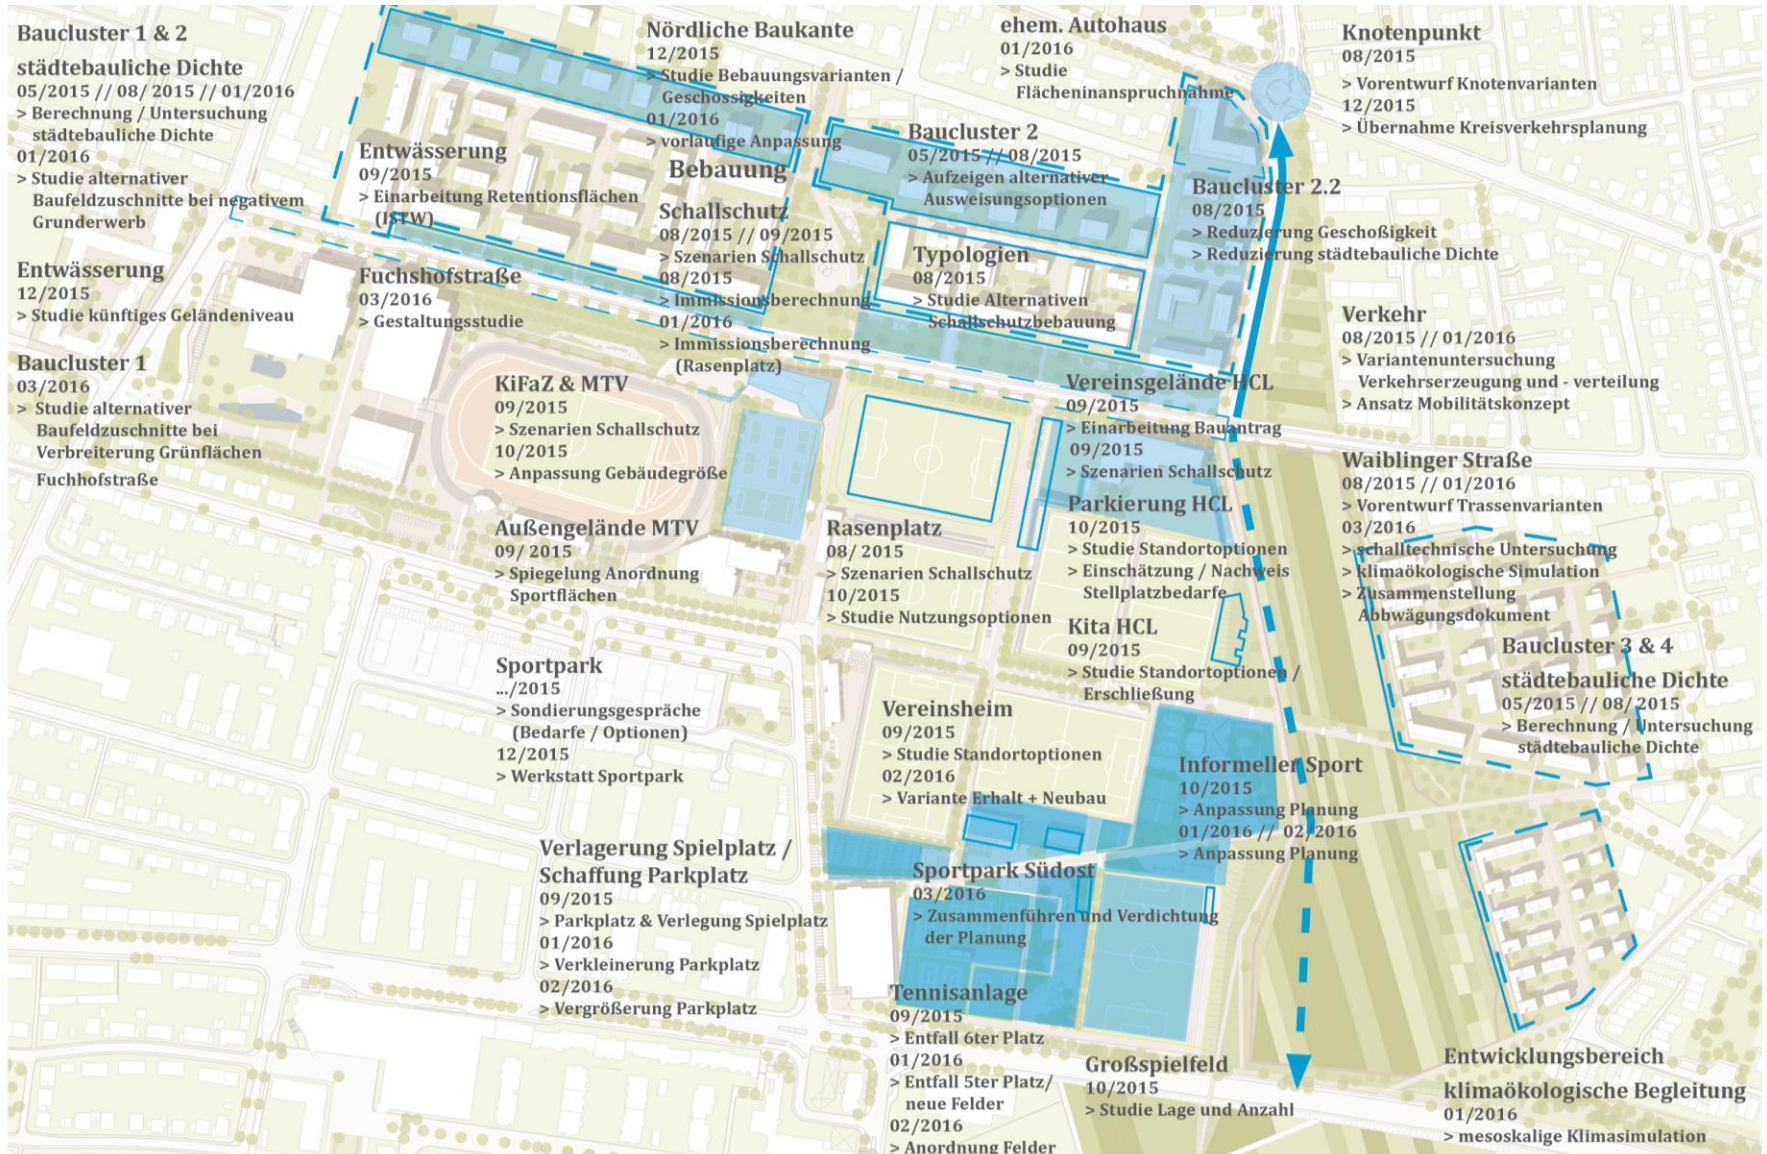 Baucluster 1 & 2
städtebauliche Dichte
05/2015 // 08/ 2015 // 01/2016
> Berechnung / Untersuchung
städtebauliche Dichte
01/2016
> Studie alternativer
Baufeldzuschnitte bei negativem
Grunderwerb
Entwässerung
12/2015
> Studie künftiges Geländeniveau
Baucluster 1
03/2016
> Studie alternativer
Baufeldzuschnitte bei
Verbreiterung Grünflächen
Fuchhofstraße
Entwässerung
09/2015
> Einarbeitung Retentionsflächen
(ISTW)
Fuchshofstraße
03/2016
> Gestaltungsstudie
Nördliche Baukante
12/2015
> Studie Bebauungsvarianten /
Geschossigkeiten
01/2016
> vorläufige Anpassung
Bebauung
Schallschutz
08/2015 // 09/2015
> Szenarien Schallschutz
08/2015
> Immissionsberechnung
01/2016
> Immissionsberechnung
(Rasenplatz)
ehem. Autohaus
01/2016
> Studie
Flächeninanspruchnahme
Baucluster 2
05/2015 // 08/2015
> Aufzeigen alternativer
Ausweisungsoptionen
Typologien
08/2015
> Studie Alternativen
Schallschutzbebauung
Knotenpunkt
08/2015
> Vorentwurf Knotenvarianten
12/2015
> Übernahme Kreisverkehrsplanung
Baucluster 2.2
08/2015
> Reduzierung Geschoßigkeit
> Reduzierung städtebauliche Dichte
Verkehr
08/2015 // 01/2016
> Variantenuntersuchung
Verkehrserzeugung und - verteilung
> Ansatz Mobilitätskonzept
KiFaZ & MTV
09/2015
> Szenarien Schallschutz
10/2015
> Anpassung Gebäudegröße
Außengelände MTV
09/ 2015
> Spiegelung Anordnung
Sportflächen
Rasenplatz
08/ 2015
> Szenarien Schallschutz
10/2015
> Studie Nutzungsoptionen
Vereinsgelände HCL
09/2015
> Einarbeitung Bauantrag
09/2015
> Szenarien Schallschutz
Parkierung HCL
10/2015
> Studie Standortoptionen
> Einschätzung / Nachweis
Stellplatzbedarfe
Kita HCL
09/2015
> Studie Standortoptionen /
Erschließung
Waiblinger Straße
08/2015 // 01/2016
> Vorentwurf Trassenvarianten
03/2016
> schalltechnische Untersuchung
> klimaökologische Simulation
> Zusammenstellung
Abbwägungsdokument
Baucluster 3 & 4
städtebauliche Dichte
05/2015 // 08/ 2015
> Berechnung / Untersuchung
städtebauliche Dichte
Sportpark
.../2015
> Sondierungsgespräche
(Bedarfe / Optionen)
12/2015
> Werkstatt Sportpark
Vereinsheim
09/2015
> Studie Standortoptionen
02/2016
> Variante Erhalt + Neubau
Informeller Sport
10/2015
> Anpassung Planung
01/2016 // 02/2016
> Anpassung Planung
Verlagerung Spielplatz /
Schaffung Parkplatz
09/2015
> Parkplatz & Verlegung Spielplatz
01/2016
> Verkleinerung Parkplatz
02/2016
> Vergrößerung Parkplatz
Sportpark Südost
03/2016
> Zusammenführen und Verdichtung
der Planung
Tennisanlage
09/2015
> Entfall 6ter Platz
01/2016
> Entfall 5ter Platz/
neue Felder
02/2016
> Anordnung Felder
Großspielfeld
10/2015
> Studie Lage und Anzahl
Entwicklungsbereich
klimaökologische Begleitung
01/2016
> mesoskalige Klimasimulation